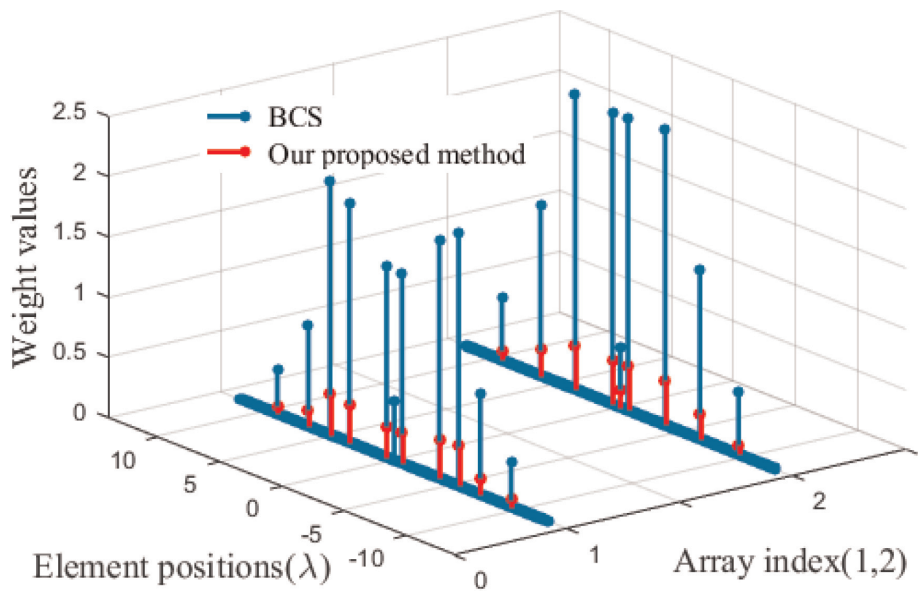 2.5
BCS
Our proposed method
2
1.5
1
0.5
0
Weight values
10
5
0
-5
-10
Element positions(λ)
0
1
2
Array index(1,2)